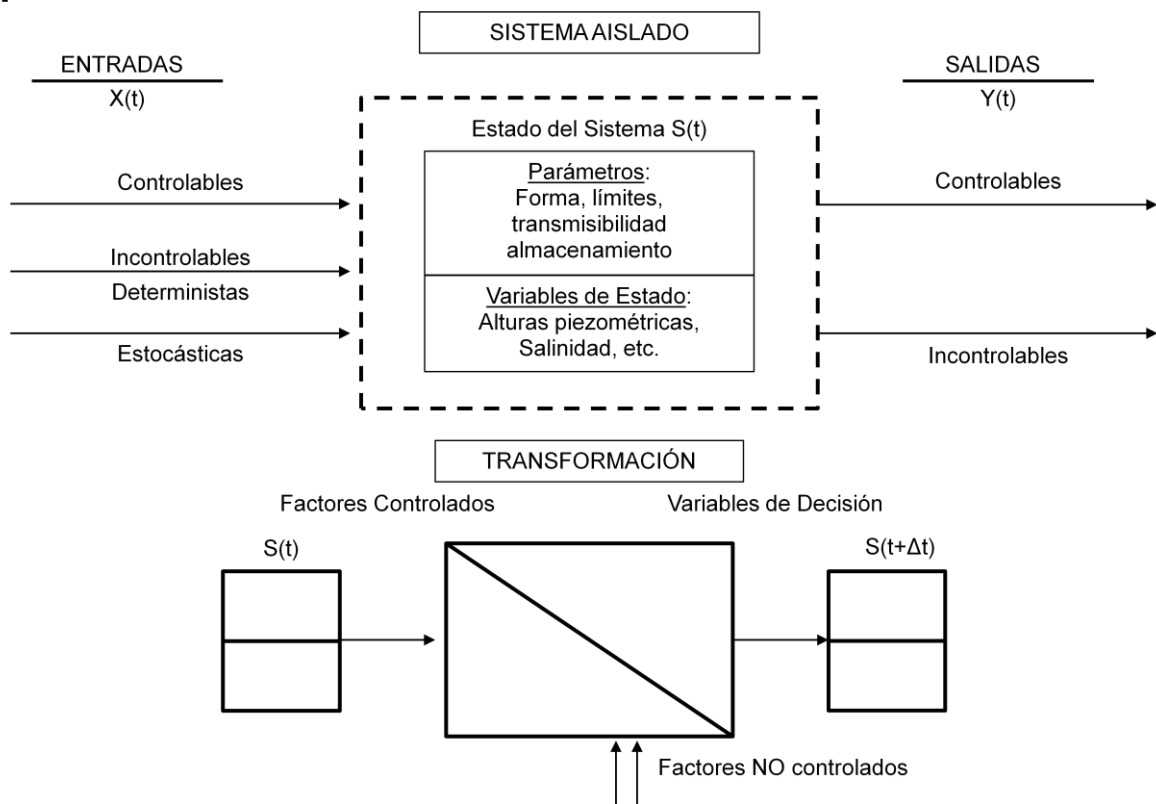 SISTEMA AISLADO
ENTRADAS
X(t)
SALIDAS
Y(t)
Estado del Sistema S(t)
Controlables
Incontrolables
Deterministas
Estocásticas
Parámetros:
Forma, límites,
transmisibilidad
almacenamiento
Variables de Estado:
Alturas piezométricas,
Salinidad, etc.
Controlables
Incontrolables
TRANSFORMACIÓN
Factores Controlados
Variables de Decisión
S(t)
S(t+Δt)
Factores NO controlados